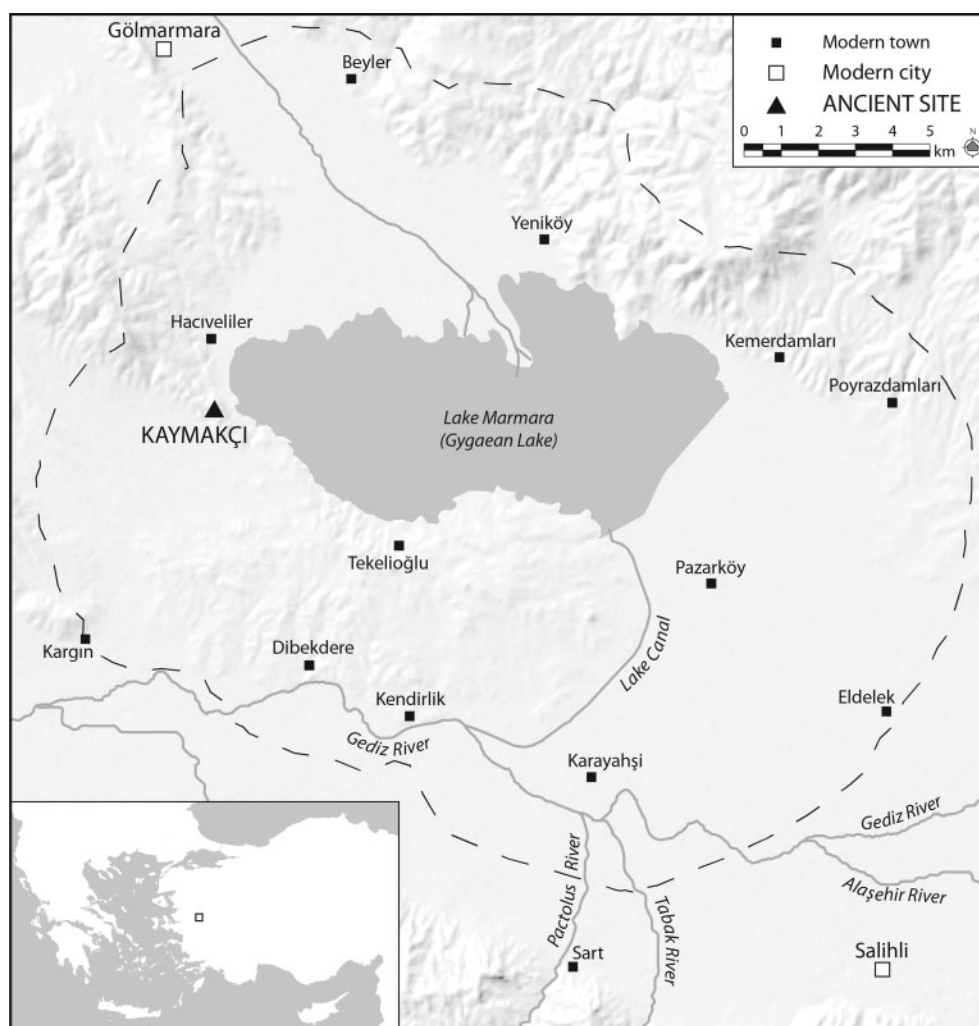 Gölmarmara
Beyler
Modern town
Modern city
ANCIENT SITE
0 1 2 3 4 5
km
N
Yeniköy
Hacıveliler
Kemerdamları
Poyrazdamları
KAYMAKÇI
Lake Marmara
(Gygaean Lake)
Tekelioğlu
Pazarköy
Kargın
Dibekdere
Lake Canal
Kendirlik
Eldelek
Gediz River
Karayahşi
Gediz River
Alaşehir River
Pactolus River
Tabak River
Sart
Salihli